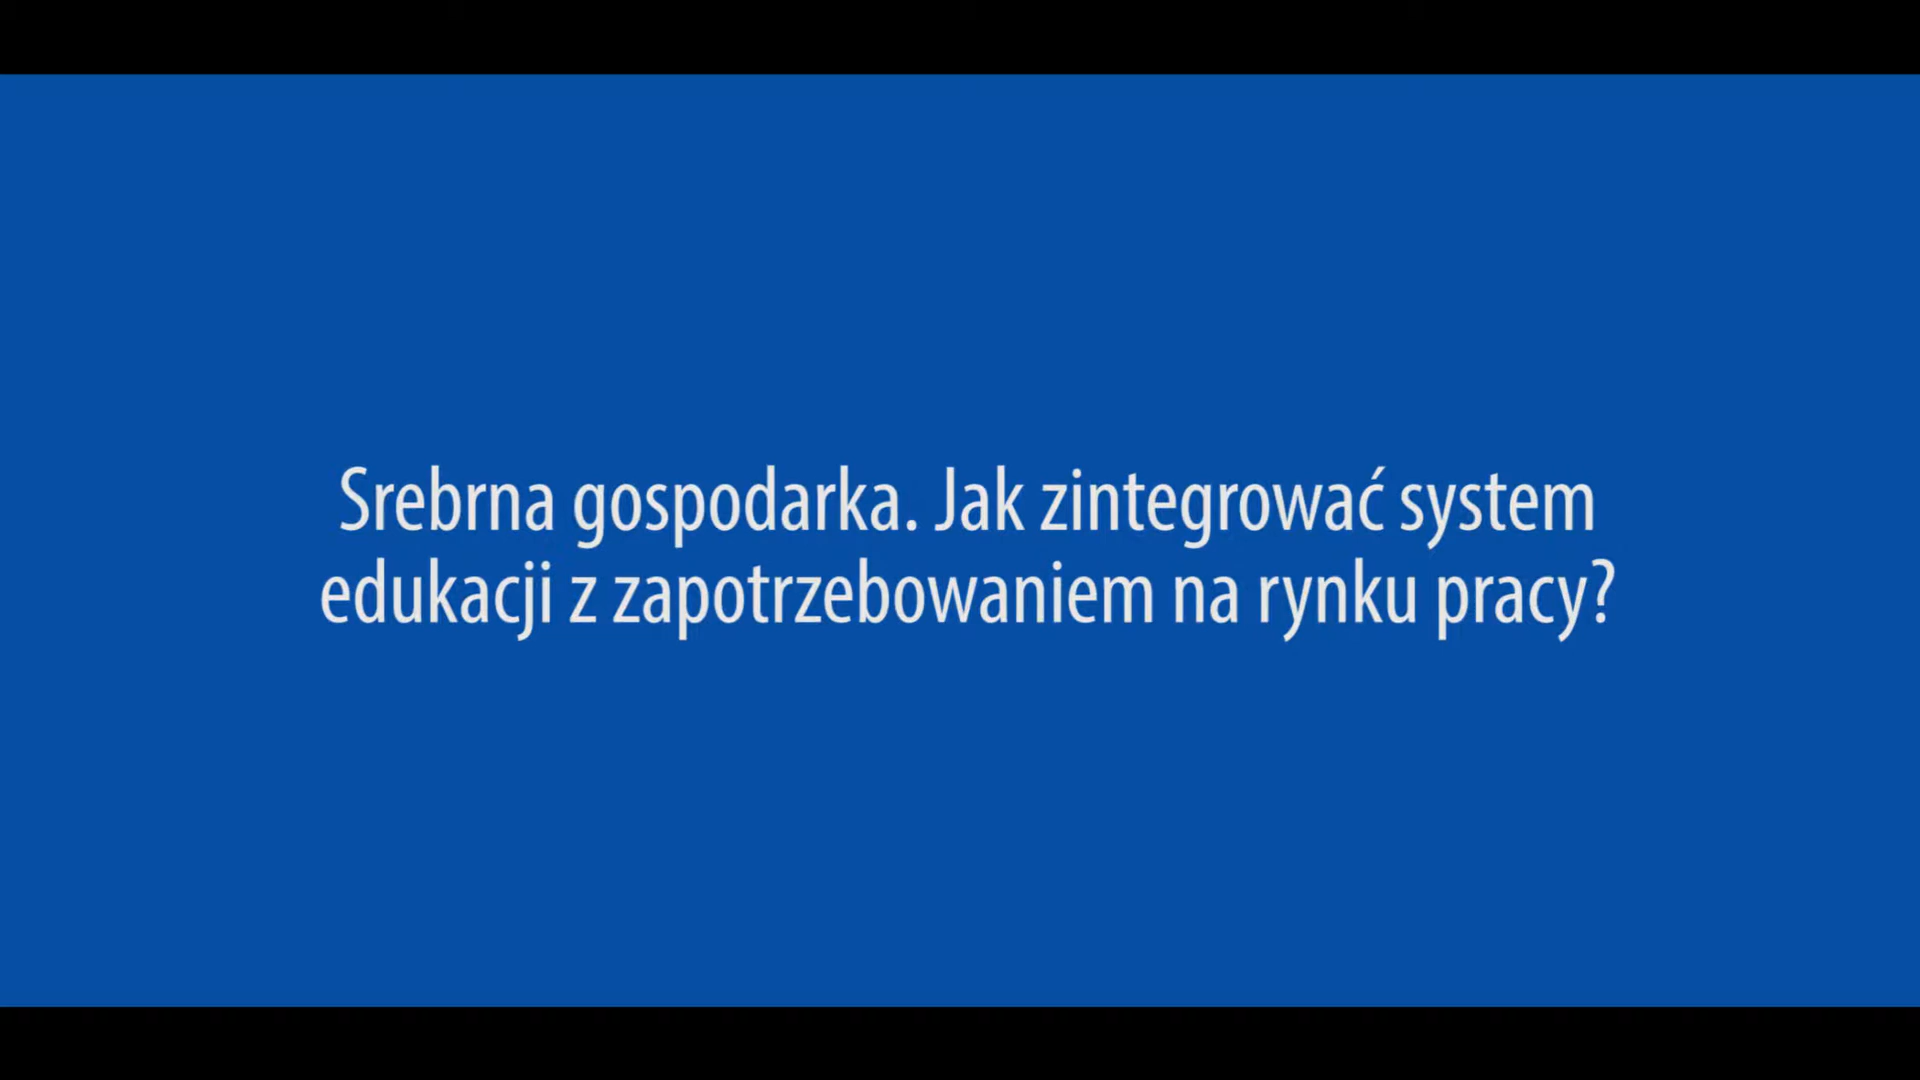 Srebrna gospodarka. Jak zintegrować system
edukacji z zapotrzebowaniem na rynku pracy?